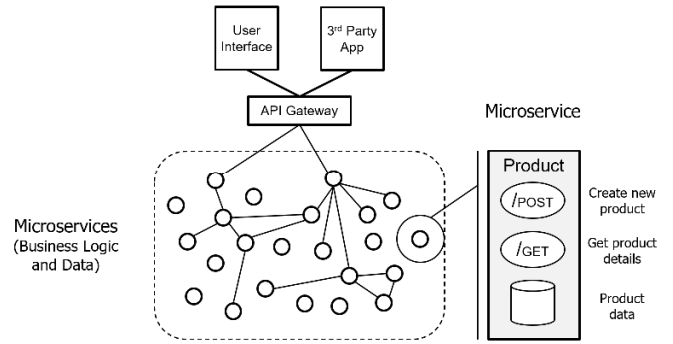 User
Interface
3rd Party
App
API Gateway
Microservice
Product
/POST
Create new
product
/GET
Get product
details
Product
data
Microservices
(Business Logic
and Data)